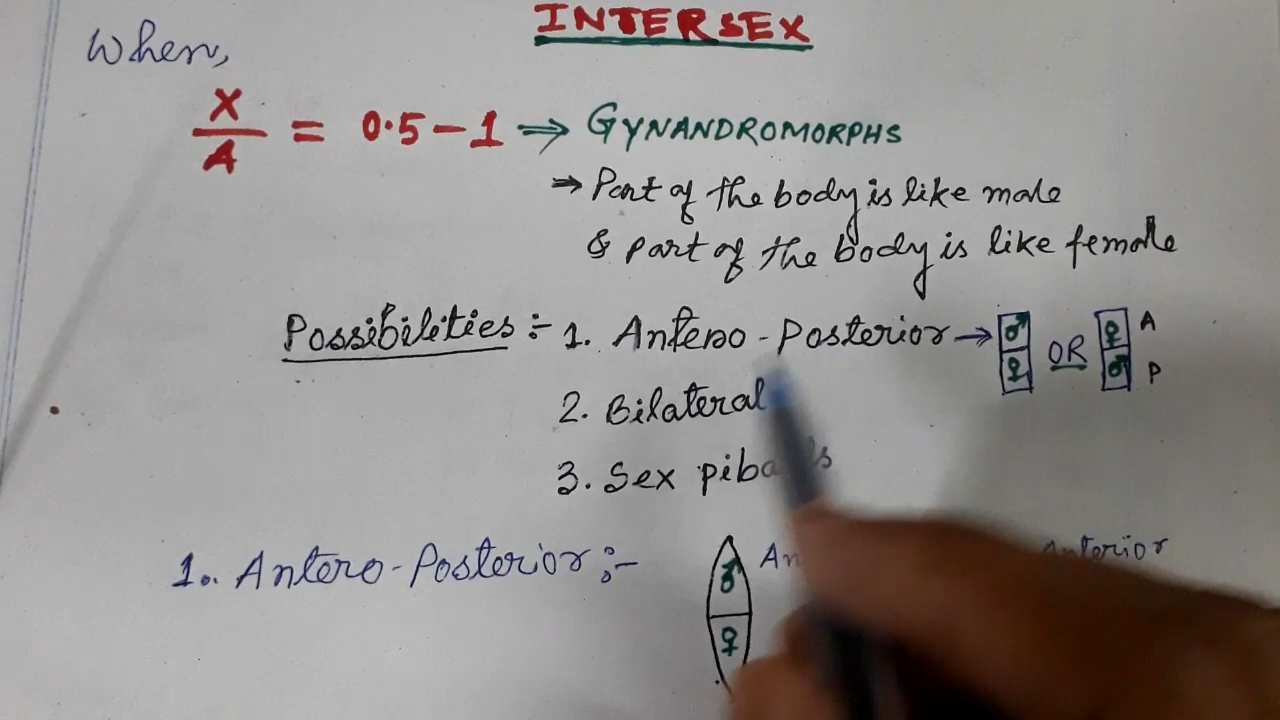 INTERSEX
When,
X/A = 0.5 - 1 ⇒ GYNANDROMORPHS
⇒ Part of the body is like male
& part of the body is like female
Possibilities :- 1. Antero-Posterior → ♂ ♀ OR ♀ ♂ A P
2. Bilateral
3. Sex
1. Antero-Posterior :- ♂ ♀